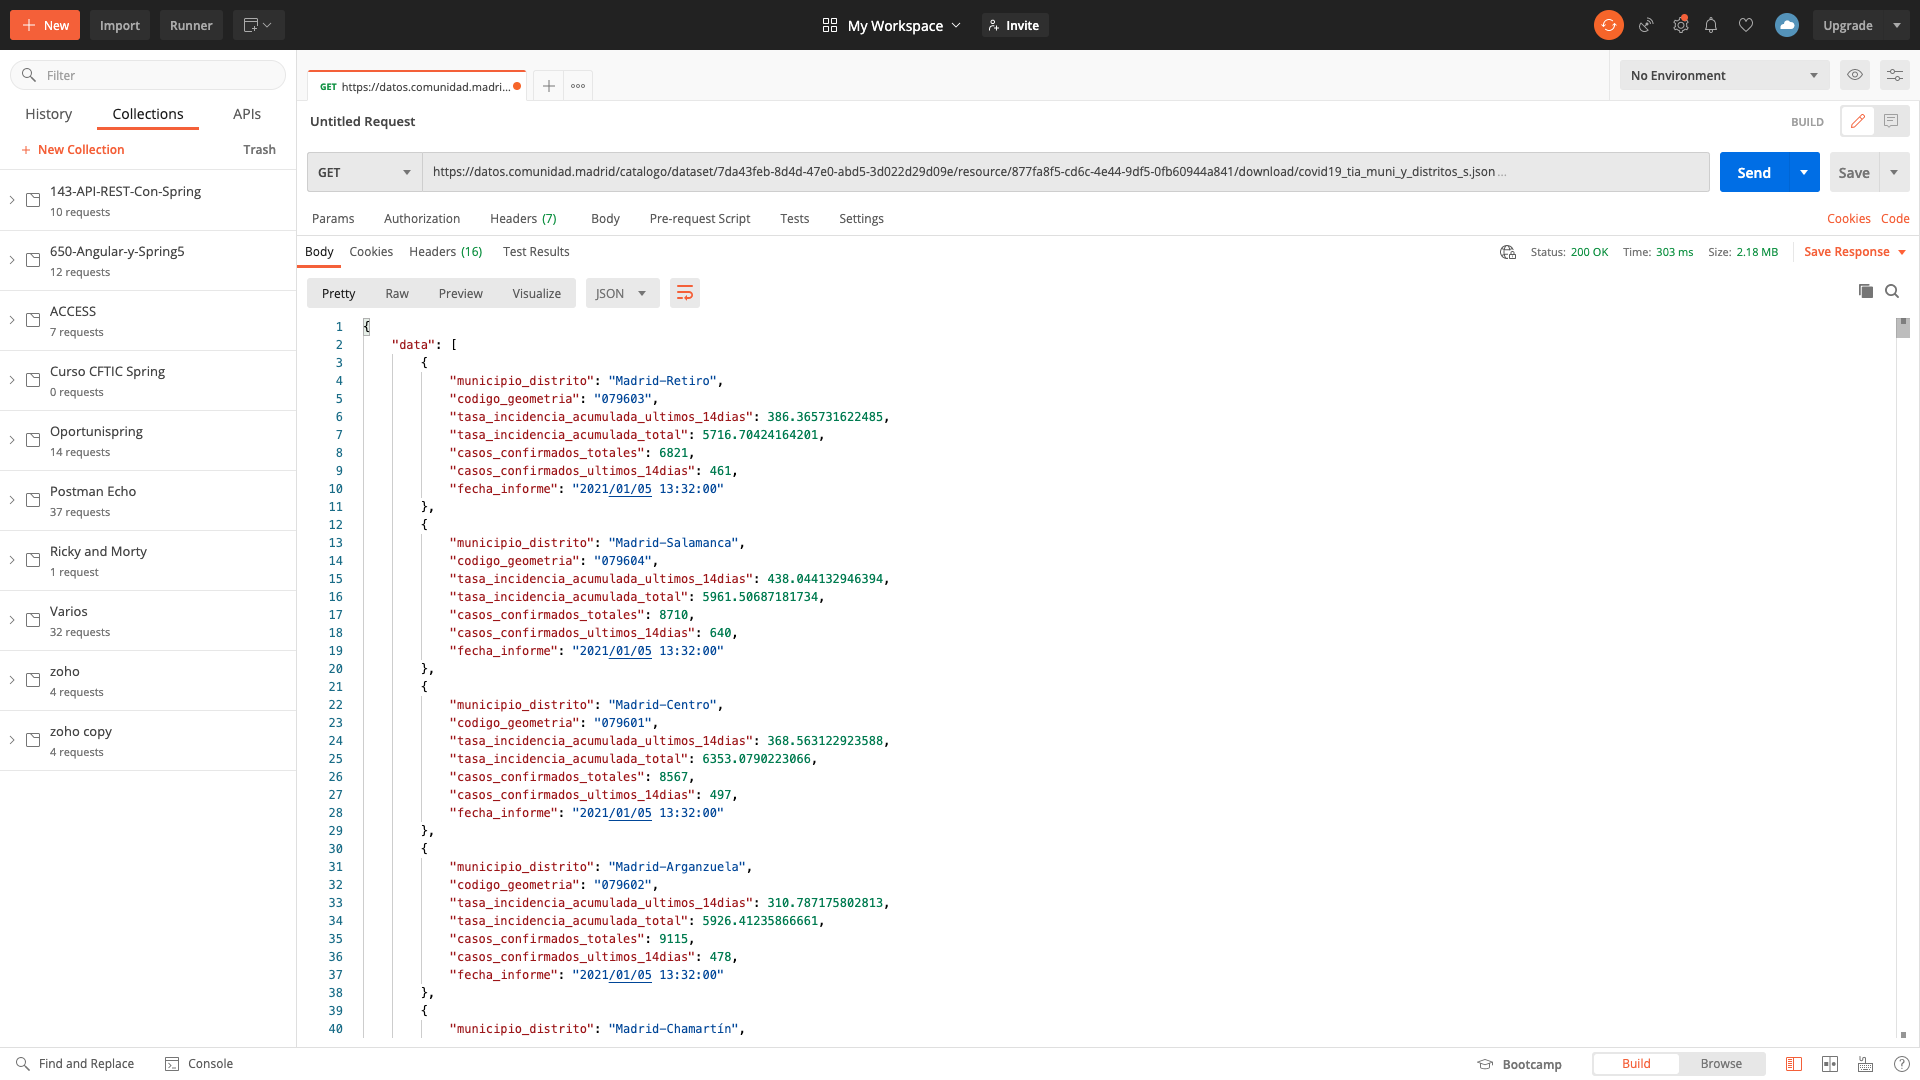 New Import Runner My Workspace Invite Upgrade
Filter
GET https://datos.comunidad.madri...
No Environment
History Collections APIs
Untitled Request BUILD
New Collection Trash
GET https://datos.comunidad.madrid/catalogo/dataset/7da43feb-8d4d-47e0-abd5-3d022d29d09e/resource/877fa8f5-cd6c-4e44-9df5-0fb60944a841/download/covid19_tia_muni_y_distritos_s.json ... Send Save
143-API-REST-Con-Spring
10 requests
650-Angular-y-Spring5
12 requests
ACCESS
7 requests
Curso CFTIC Spring
0 requests
Oportunispring
14 requests
Postman Echo
37 requests
Ricky and Morty
1 request
Varios
32 requests
zoho
4 requests
zoho copy
4 requests
Params Authorization Headers (7) Body Pre-request Script Tests Settings Cookies Code
Body Cookies Headers (16) Test Results Status: 200 OK Time: 303 ms Size: 2.18 MB Save Response
Pretty Raw Preview Visualize JSON
1 {
2 "data": [
3 {
4 "municipio_distrito": "Madrid-Retiro",
5 "codigo_geometria": "079603",
6 "tasa_incidencia_acumulada_ultimos_14dias": 386.365731622485,
7 "tasa_incidencia_acumulada_total": 5716.70424164201,
8 "casos_confirmados_totales": 6821,
9 "casos_confirmados_ultimos_14dias": 461,
10 "fecha_informe": "2021/01/05 13:32:00"
11 },
12 {
13 "municipio_distrito": "Madrid-Salamanca",
14 "codigo_geometria": "079604",
15 "tasa_incidencia_acumulada_ultimos_14dias": 438.044132946394,
16 "tasa_incidencia_acumulada_total": 5961.50687181734,
17 "casos_confirmados_totales": 8710,
18 "casos_confirmados_ultimos_14dias": 640,
19 "fecha_informe": "2021/01/05 13:32:00"
20 },
21 {
22 "municipio_distrito": "Madrid-Centro",
23 "codigo_geometria": "079601",
24 "tasa_incidencia_acumulada_ultimos_14dias": 368.563122923588,
25 "tasa_incidencia_acumulada_total": 6353.0790223066,
26 "casos_confirmados_totales": 8567,
27 "casos_confirmados_ultimos_14dias": 497,
28 "fecha_informe": "2021/01/05 13:32:00"
29 },
30 {
31 "municipio_distrito": "Madrid-Arganzuela",
32 "codigo_geometria": "079602",
33 "tasa_incidencia_acumulada_ultimos_14dias": 310.787175802813,
34 "tasa_incidencia_acumulada_total": 5926.41235866661,
35 "casos_confirmados_totales": 9115,
36 "casos_confirmados_ultimos_14dias": 478,
37 "fecha_informe": "2021/01/05 13:32:00"
38 },
39 {
40 "municipio_distrito": "Madrid-Chamartín",
Find and Replace Console Bootcamp Build Browse